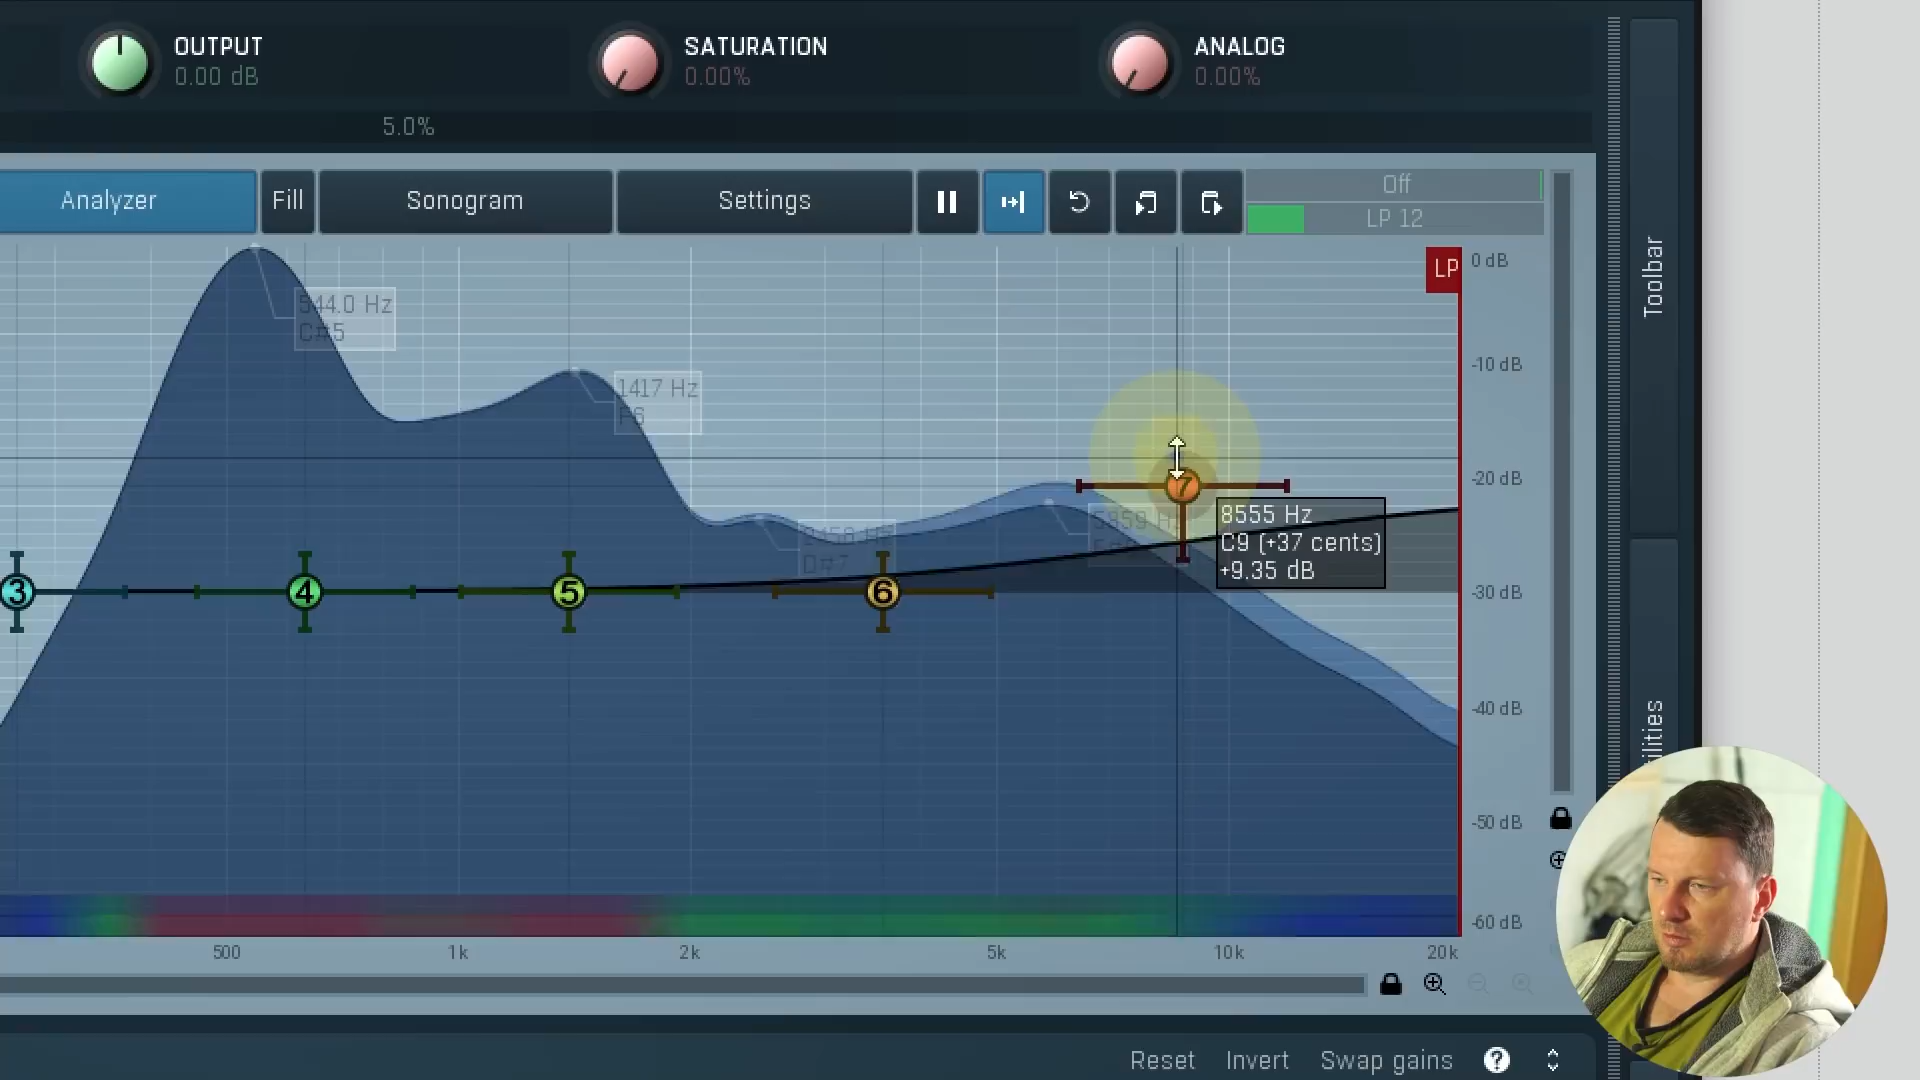 OUTPUT
0.00 dB
SATURATION
0.00%
ANALOG
0.00%
5.0%
Analyzer
Fill
Sonogram
Settings
Off
LP 12
LP
0 dB
544.0 Hz
C#5
-10 dB
1417 Hz
F6
-20 dB
7
8555 Hz
C9 (+37 cents)
+9.35 dB
3
4
5
6
-30 dB
-40 dB
-50 dB
-60 dB
500
1k
2k
5k
10k
20k
Toolbar
Reset
Invert
Swap gains
?